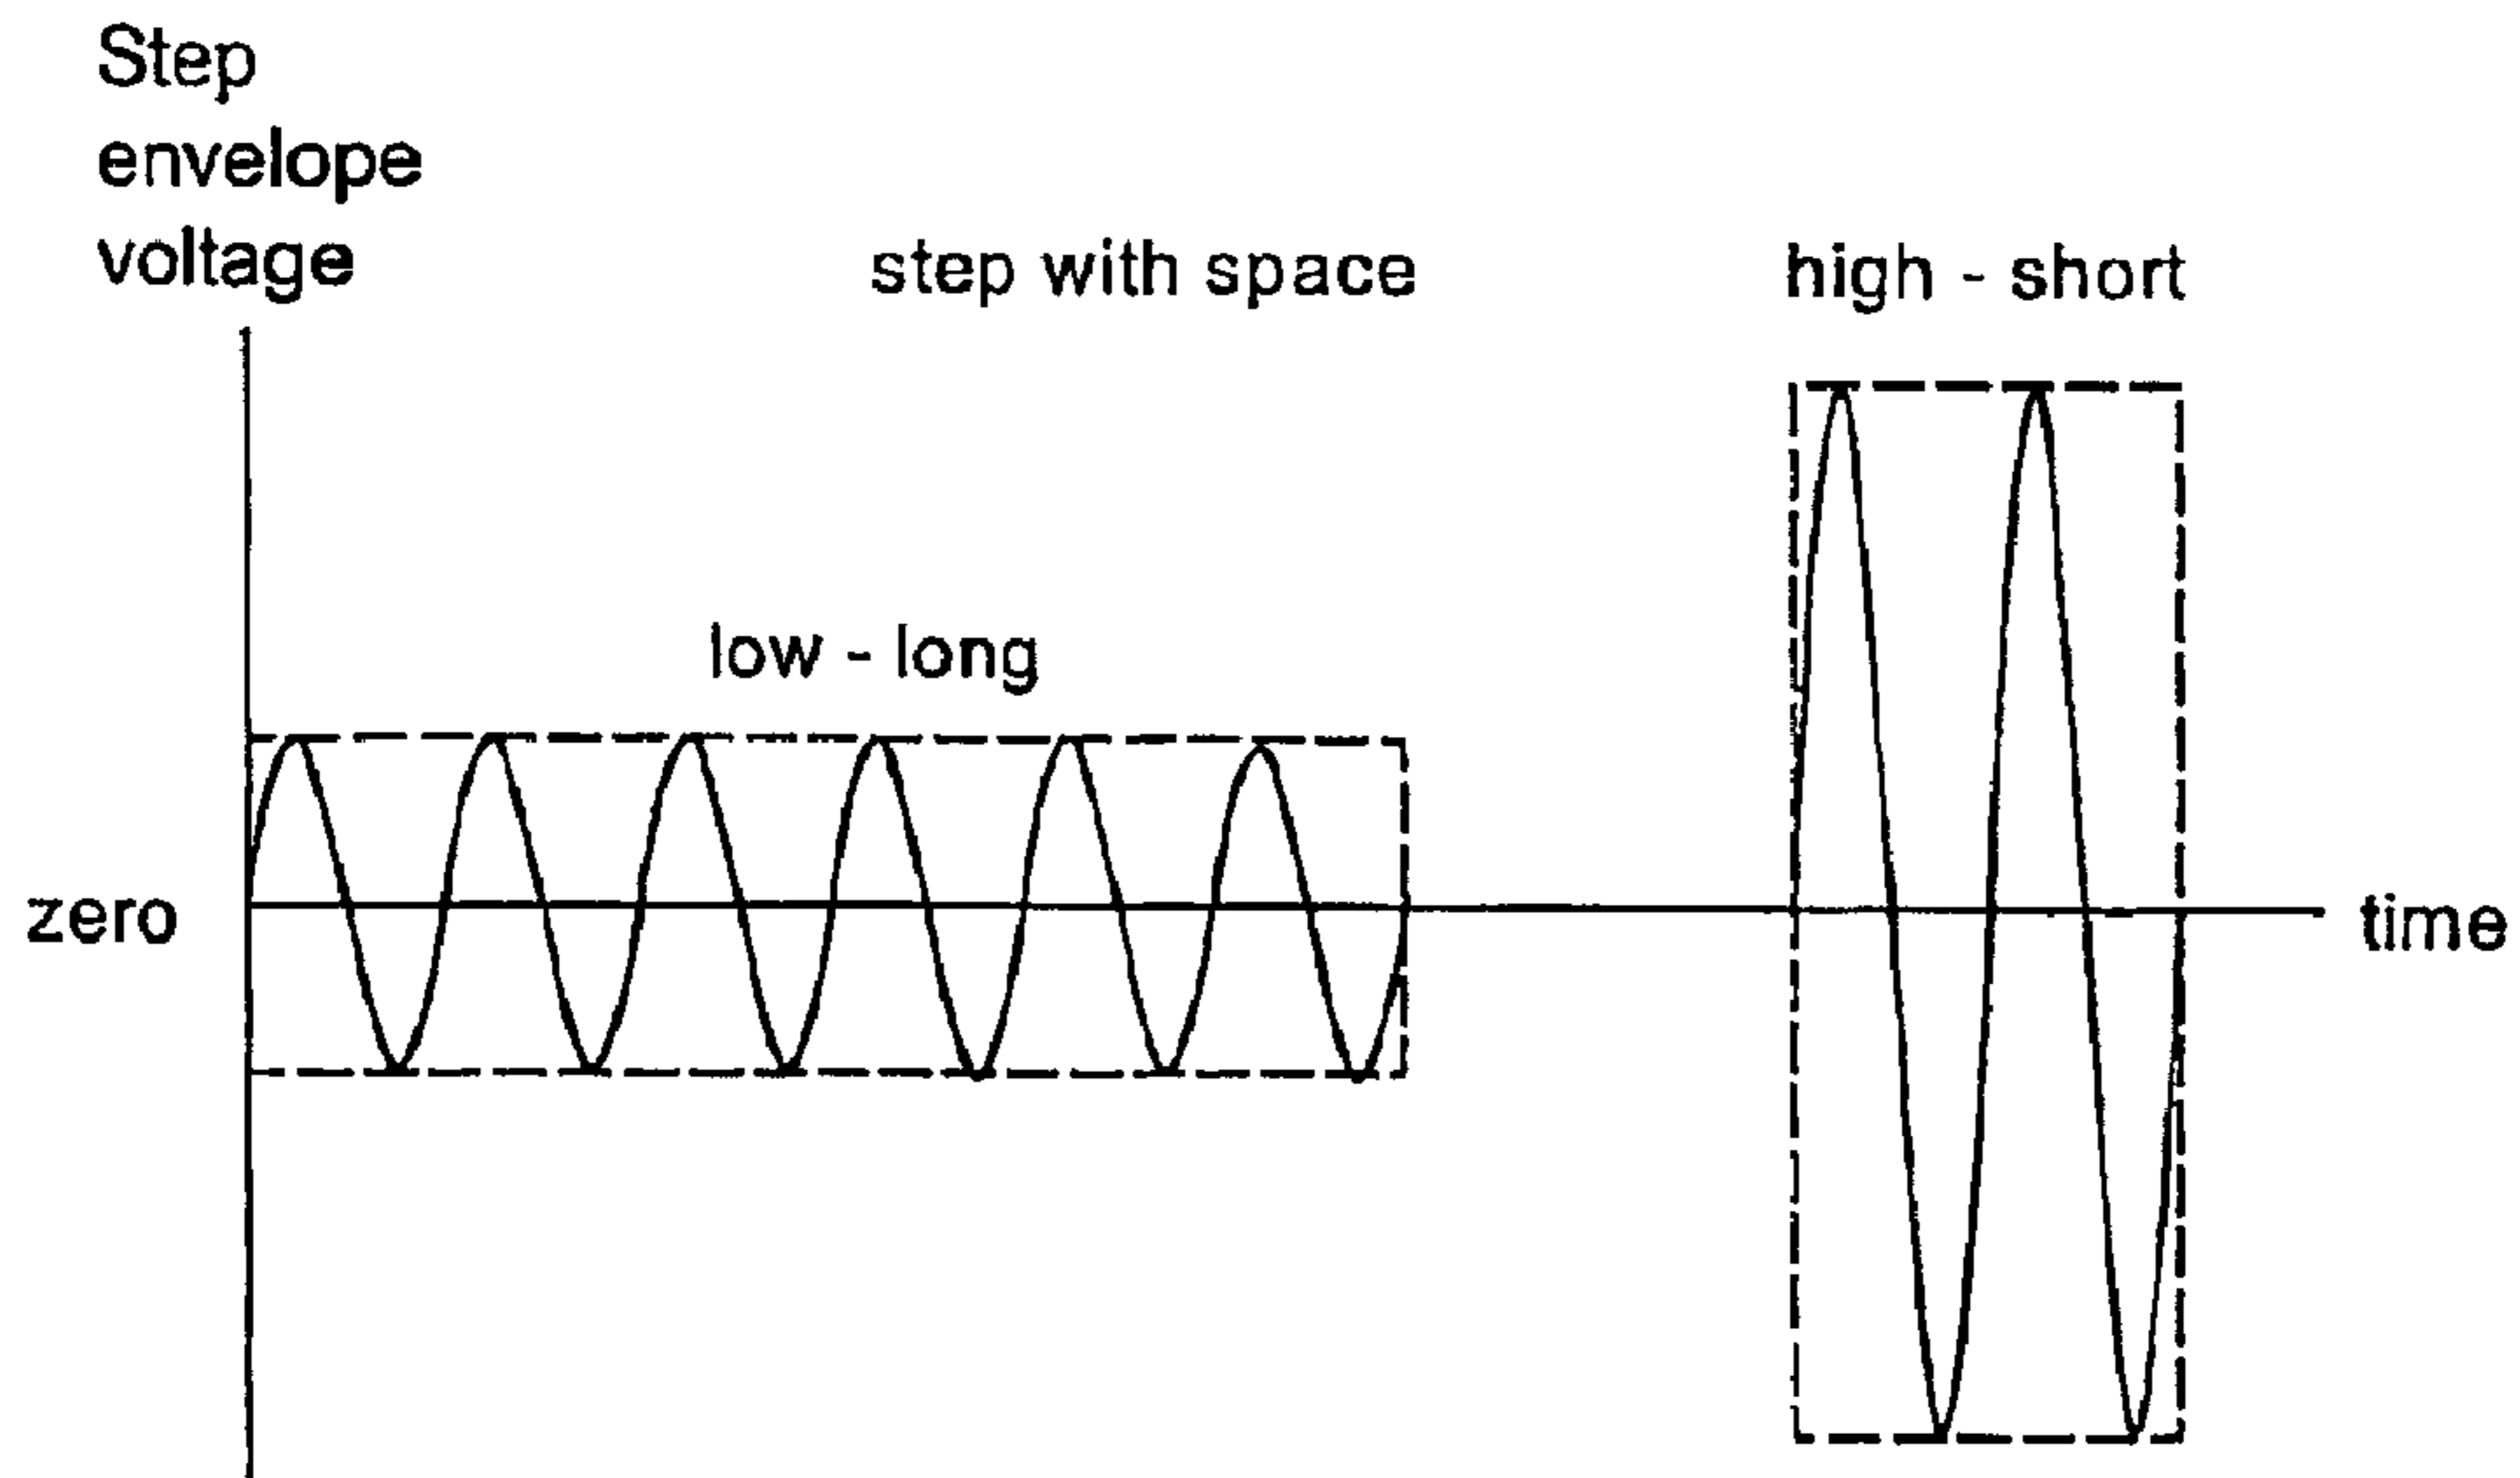 Step
envelope
voltage
step with space
high - short
low - long
zero
time